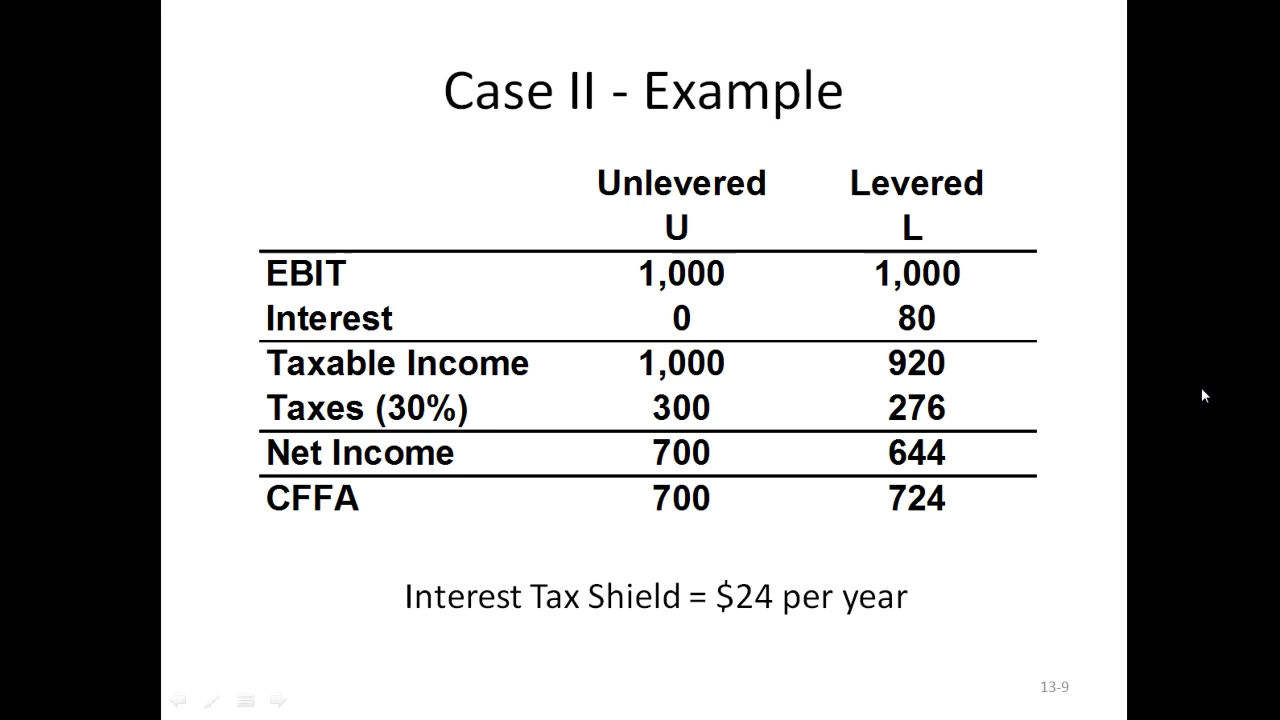 Case II - Example
Unlevered Levered
U L
EBIT 1,000 1,000
Interest 0 80
Taxable Income 1,000 920
Taxes (30%) 300 276
Net Income 700 644
CFFA 700 724
Interest Tax Shield = $24 per year
13-9